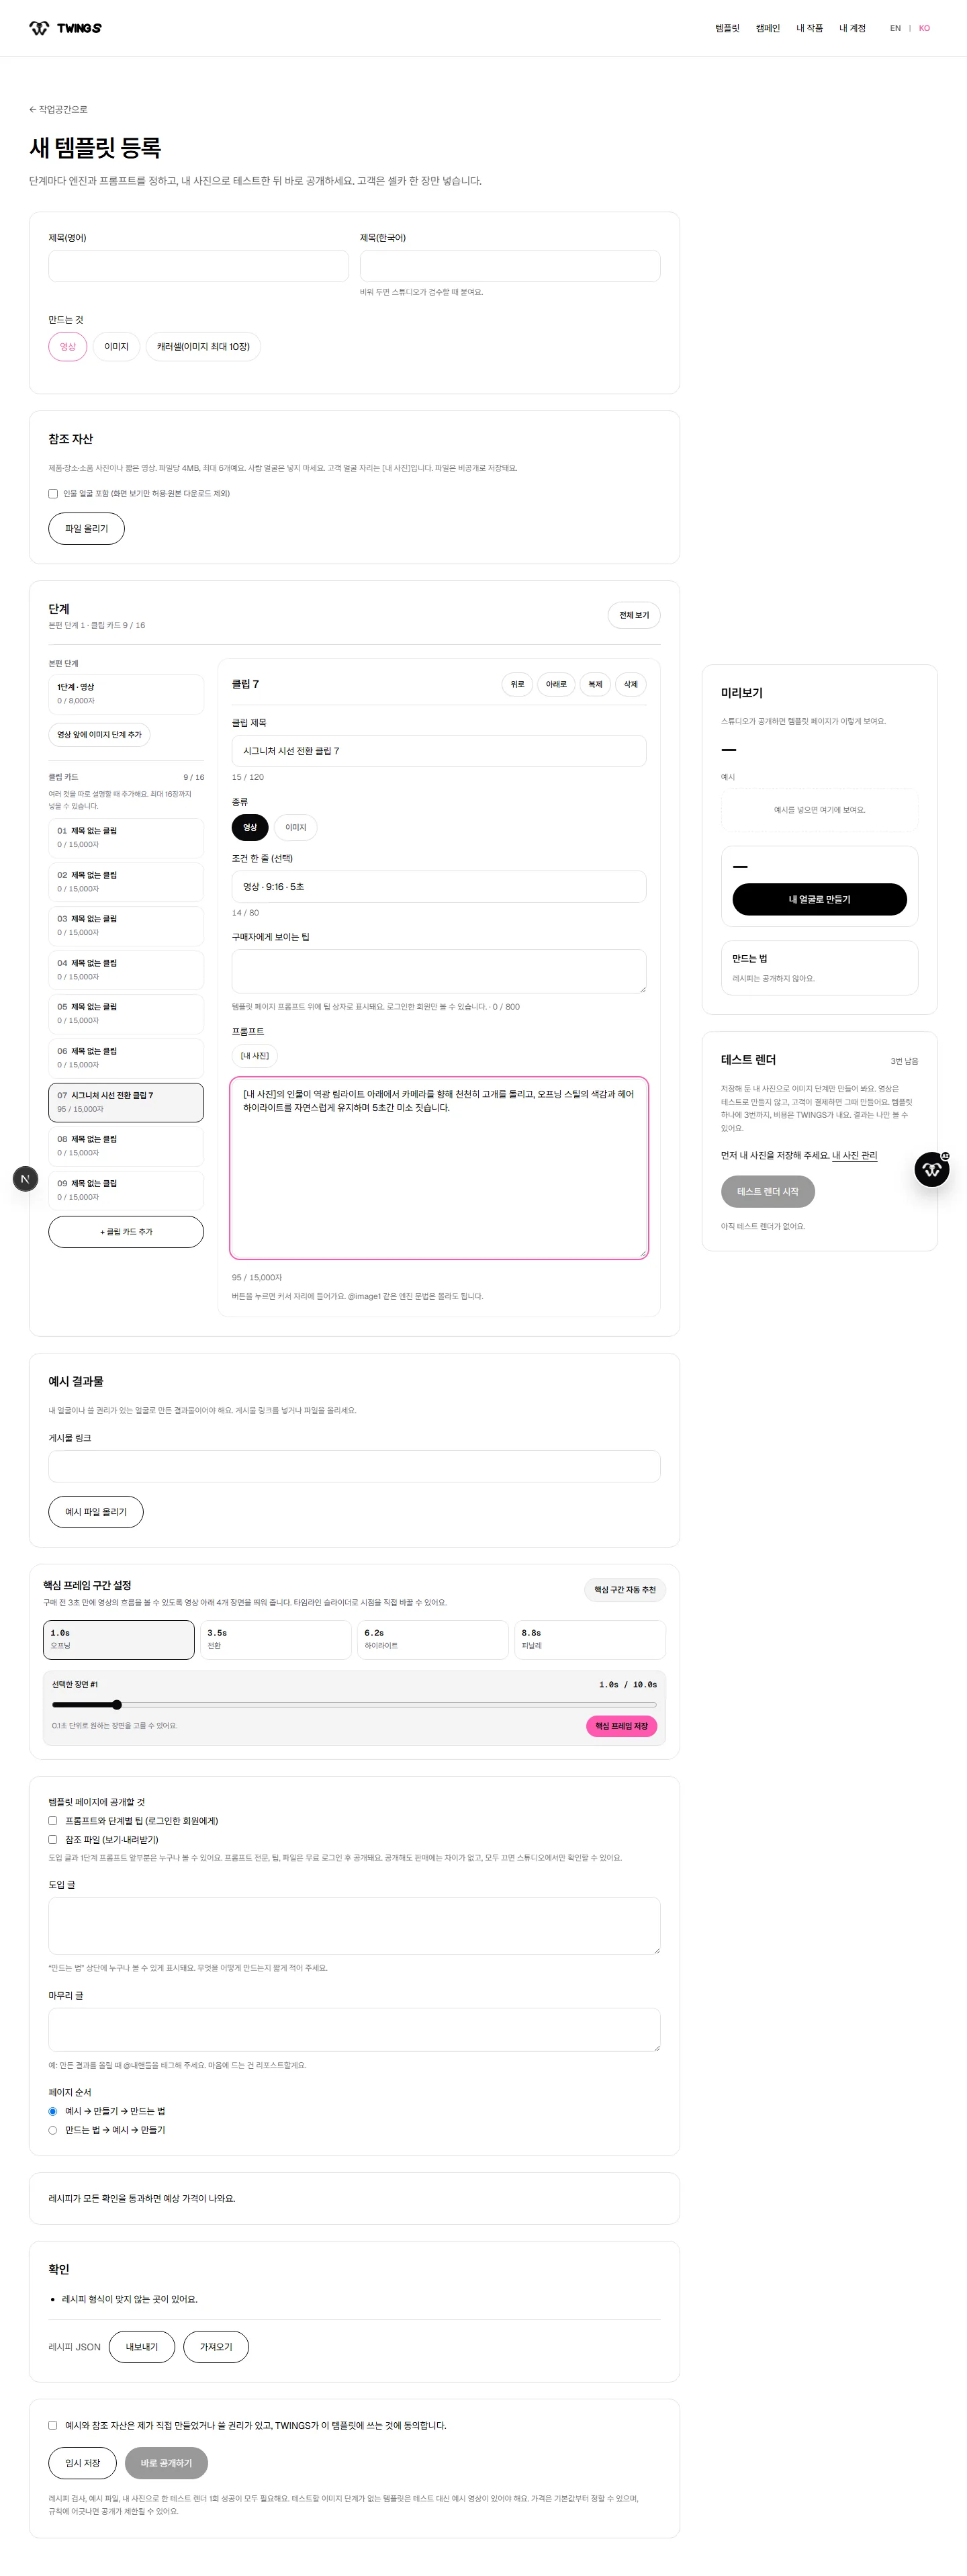 TWINGS
템플릿
캠페인
내 작품
내 계정
EN | KO
← 작업공간으로
새 템플릿 등록
단계마다 엔진과 프롬프트를 정하고, 내 사진으로 테스트한 뒤 바로 공개하세요. 고객은 셀카 한 장만 넣습니다.
제목(영어)
제목(한국어)
비워 두면 스튜디오가 검수할 때 붙여요.
만드는 것
영상
이미지
캐러셀(이미지 최대 10장)
참조 자산
제품·장소·소품 사진이나 짧은 영상. 파일당 4MB, 최대 6개예요. 사람 얼굴은 넣지 마세요. 고객 얼굴 자리는 [내 사진]입니다. 파일은 비공개로 저장돼요.
인물 얼굴 포함 (화면 보기만 허용·원본 다운로드 제외)
파일 올리기
단계
본편 단계 1 · 클립 카드 9 / 16
전체 보기
본편 단계
1단계 · 영상
0 / 8,000자
영상 앞에 이미지 단계 추가
클립 카드
9 / 16
여러 컷을 따로 설명할 때 추가해요. 최대 16장까지
넣을 수 있습니다.
01 제목 없는 클립
0 / 15,000자
02 제목 없는 클립
0 / 15,000자
03 제목 없는 클립
0 / 15,000자
04 제목 없는 클립
0 / 15,000자
05 제목 없는 클립
0 / 15,000자
06 제목 없는 클립
0 / 15,000자
07 시그니처 시선 전환 클립 7
95 / 15,000자
08 제목 없는 클립
0 / 15,000자
09 제목 없는 클립
0 / 15,000자
+ 클립 카드 추가
클립 7
위로
아래로
복제
삭제
클립 제목
시그니처 시선 전환 클립 7
15 / 120
종류
영상
이미지
조건 한 줄 (선택)
영상 · 9:16 · 5초
14 / 80
구매자에게 보이는 팁
템플릿 페이지 프롬프트 위에 팁 상자로 표시돼요. 로그인한 회원만 볼 수 있습니다. · 0 / 800
프롬프트
[내 사진]
[내 사진]의 인물이 역광 림라이트 아래에서 카메라를 향해 천천히 고개를 돌리고, 오프닝 스틸의 색감과 헤어
하이라이트를 자연스럽게 유지하며 5초간 미소 짓습니다.
95 / 15,000자
버튼을 누르면 커서 자리에 들어가요. @image1 같은 엔진 문법은 몰라도 됩니다.
미리보기
스튜디오가 공개하면 템플릿 페이지가 이렇게 보여요.
—
예시
예시를 넣으면 여기에 보여요.
—
내 얼굴로 만들기
만드는 법
레시피는 공개하지 않아요.
테스트 렌더
3번 남음
저장해 둔 내 사진으로 이미지 단계만 만들어 봐요. 영상은
테스트로 만들지 않고, 고객이 결제하면 그때 만들어요. 템플릿
하나에 3번까지, 비용은 TWINGS가 내요. 결과는 나만 볼 수
있어요.
먼저 내 사진을 저장해 주세요. 내 사진 관리
테스트 렌더 시작
아직 테스트 렌더가 없어요.
N
예시 결과물
내 얼굴이나 쓸 권리가 있는 얼굴로 만든 결과물이어야 해요. 게시물 링크를 넣거나 파일을 올리세요.
게시물 링크
예시 파일 올리기
핵심 프레임 구간 설정
구매 전 3초 만에 영상의 흐름을 볼 수 있도록 영상 아래 4개 장면을 띄워 줍니다. 타임라인 슬라이더로 시점을 직접 바꿀 수 있어요.
핵심 구간 자동 추천
1.0s
오프닝
3.5s
전환
6.2s
하이라이트
8.8s
피날레
선택한 장면 #1
1.0s / 10.0s
0.1초 단위로 원하는 장면을 고를 수 있어요.
핵심 프레임 저장
템플릿 페이지에 공개할 것
프롬프트와 단계별 팁 (로그인한 회원에게)
참조 파일 (보기·내려받기)
도입 글과 1단계 프롬프트 앞부분은 누구나 볼 수 있어요. 프롬프트 전문, 팁, 파일은 무료 로그인 후 공개돼요. 공개해도 판매에는 차이가 없고, 모두 끄면 스튜디오에서만 확인할 수 있어요.
도입 글
"만드는 법" 상단에 누구나 볼 수 있게 표시돼요. 무엇을 어떻게 만드는지 짧게 적어 주세요.
마무리 글
예: 만든 결과를 올릴 때 @내핸들을 태그해 주세요. 마음에 드는 건 리포스트할게요.
페이지 순서
예시 → 만들기 → 만드는 법
만드는 법 → 예시 → 만들기
레시피가 모든 확인을 통과하면 예상 가격이 나와요.
확인
• 레시피 형식이 맞지 않는 곳이 있어요.
레시피 JSON
내보내기
가져오기
예시와 참조 자산은 제가 직접 만들었거나 쓸 권리가 있고, TWINGS가 이 템플릿에 쓰는 것에 동의합니다.
임시 저장
바로 공개하기
레시피 검사, 예시 파일, 내 사진으로 한 테스트 렌더 1회 성공이 모두 필요해요. 테스트할 이미지 단계가 없는 템플릿은 테스트 대신 예시 영상이 있어야 해요. 가격은 기본값부터 정할 수 있으며,
규칙에 어긋나면 공개가 제한될 수 있어요.